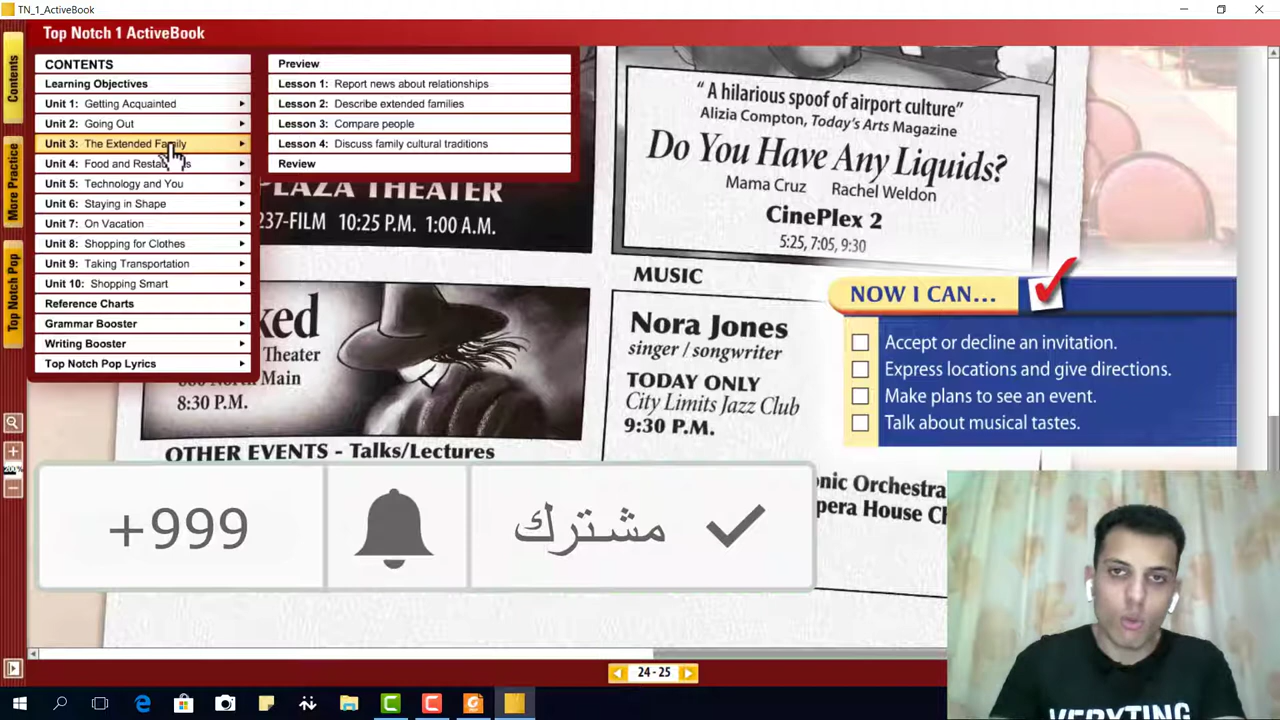 TN_1_ActiveBook
Top Notch 1 ActiveBook
Contents
More Practice
Top Notch Pop
CONTENTS
Learning Objectives
Unit 1: Getting Acquainted
Unit 2: Going Out
Unit 3: The Extended Family
Unit 4: Food and Restaurants
Unit 5: Technology and You
Unit 6: Staying in Shape
Unit 7: On Vacation
Unit 8: Shopping for Clothes
Unit 9: Taking Transportation
Unit 10: Shopping Smart
Reference Charts
Grammar Booster
Writing Booster
Top Notch Pop Lyrics
Preview
Lesson 1: Report news about relationships
Lesson 2: Describe extended families
Lesson 3: Compare people
Lesson 4: Discuss family cultural traditions
Review
PLAZA THEATER
237-FILM 10:25 P.M. 1:00 A.M.
"A hilarious spoof of airport culture"
Alizia Compton, Today's Arts Magazine
Do You Have Any Liquids?
Mama Cruz Rachel Weldon
CinePlex 2
5:25, 7:05, 9:30
ked
Theater
North Main
8:30 P.M.
OTHER EVENTS - Talks/Lectures
MUSIC
Nora Jones
singer / songwriter
TODAY ONLY
City Limits Jazz Club
9:30 P.M.
onic Orchestra
pera House
NOW I CAN...
Accept or decline an invitation.
Express locations and give directions.
Make plans to see an event.
Talk about musical tastes.
+999
مشترك
24 - 25
VERYTING